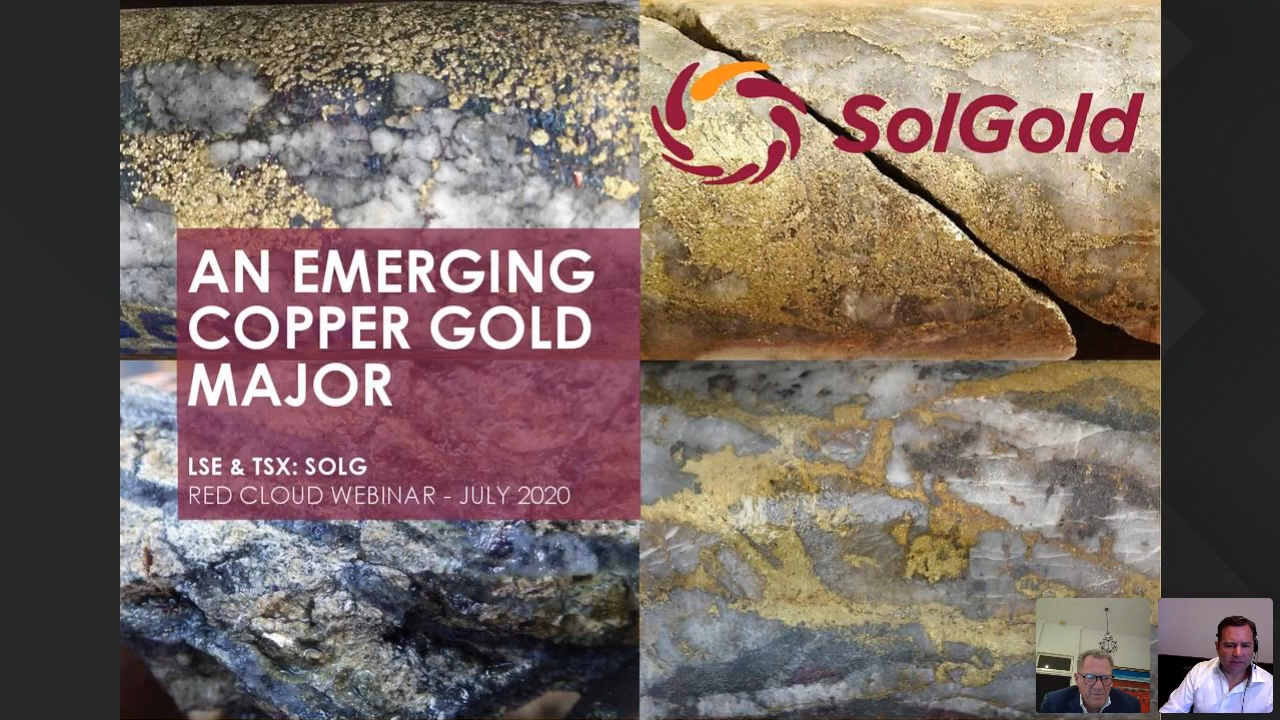 SolGold
AN EMERGING
COPPER GOLD
MAJOR
LSE & TSX: SOLG
RED CLOUD WEBINAR - JULY 2020